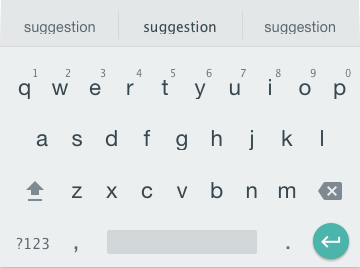 suggestion suggestion suggestion
1 2 3 4 5 6 7 8 9 0
q w e r t y u i o p
a s d f g h j k l
z x c v b n m
?123 , .